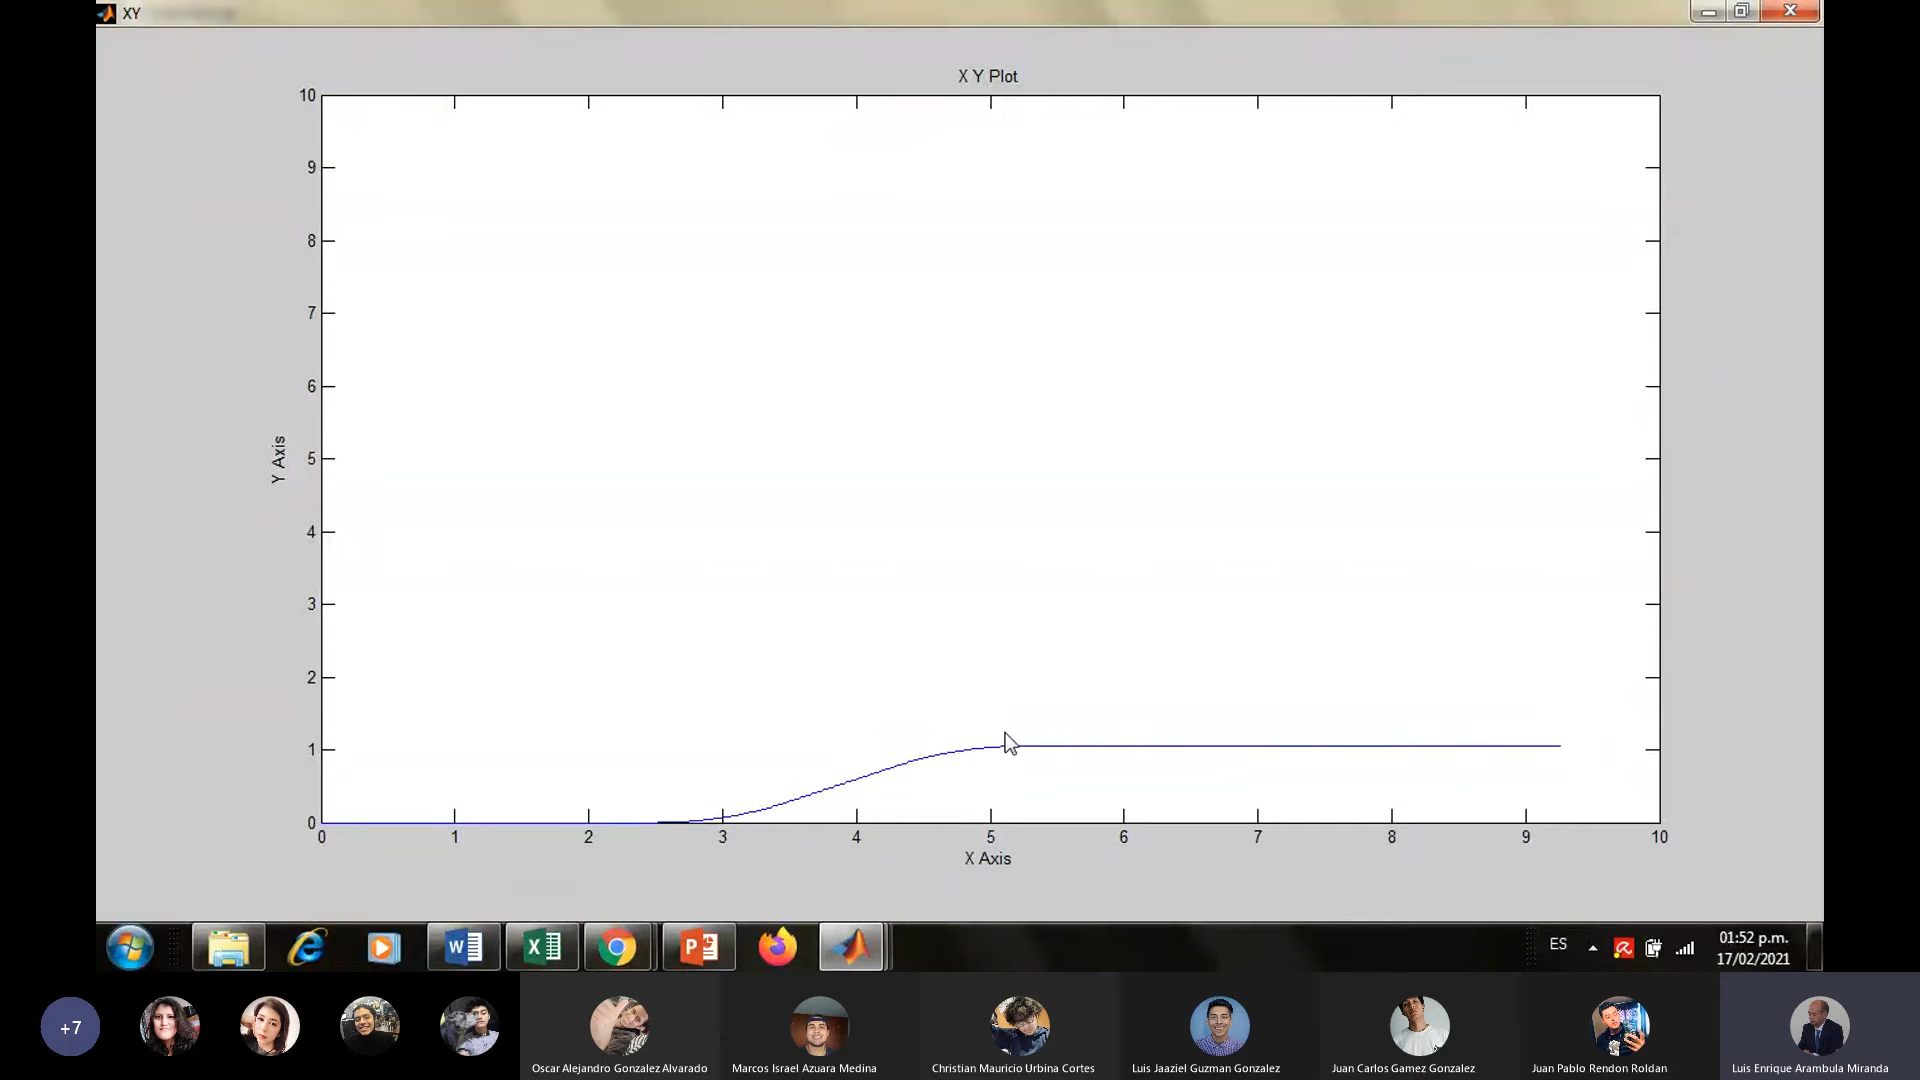 XY
X Y Plot
10
9
8
7
6
5
4
3
2
1
0
Y Axis
0 1 2 3 4 5 6 7 8 9 10
X Axis
ES
01:52 p.m.
17/02/2021
+7
Oscar Alejandro Gonzalez Alvarado
Marcos Israel Azuara Medina
Christian Mauricio Urbina Cortes
Luis Jaaziel Guzman Gonzalez
Juan Carlos Gamez Gonzalez
Juan Pablo Rendon Roldan
Luis Enrique Arambula Miranda